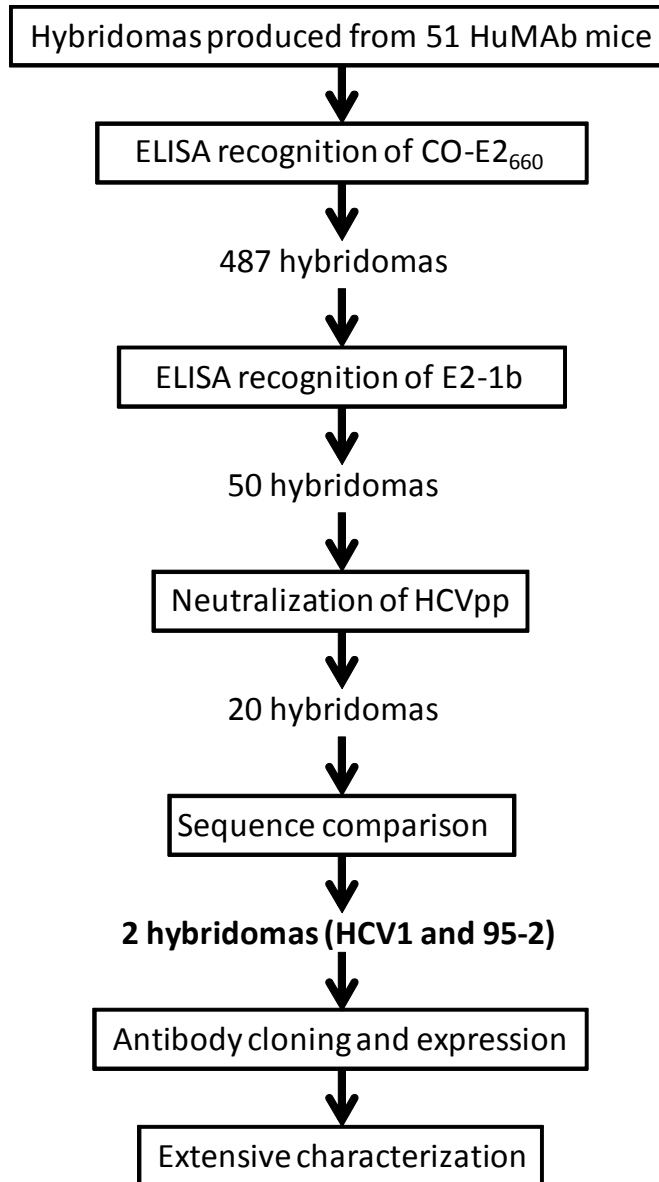 Hybridomas produced from 51 HuMAb mice
ELISA recognition of CO-E2₆₆₀
487 hybridomas
ELISA recognition of E2-1b
50 hybridomas
Neutralization of HCVpp
20 hybridomas
Sequence comparison
2 hybridomas (HCV1 and 95-2)
Antibody cloning and expression
Extensive characterization